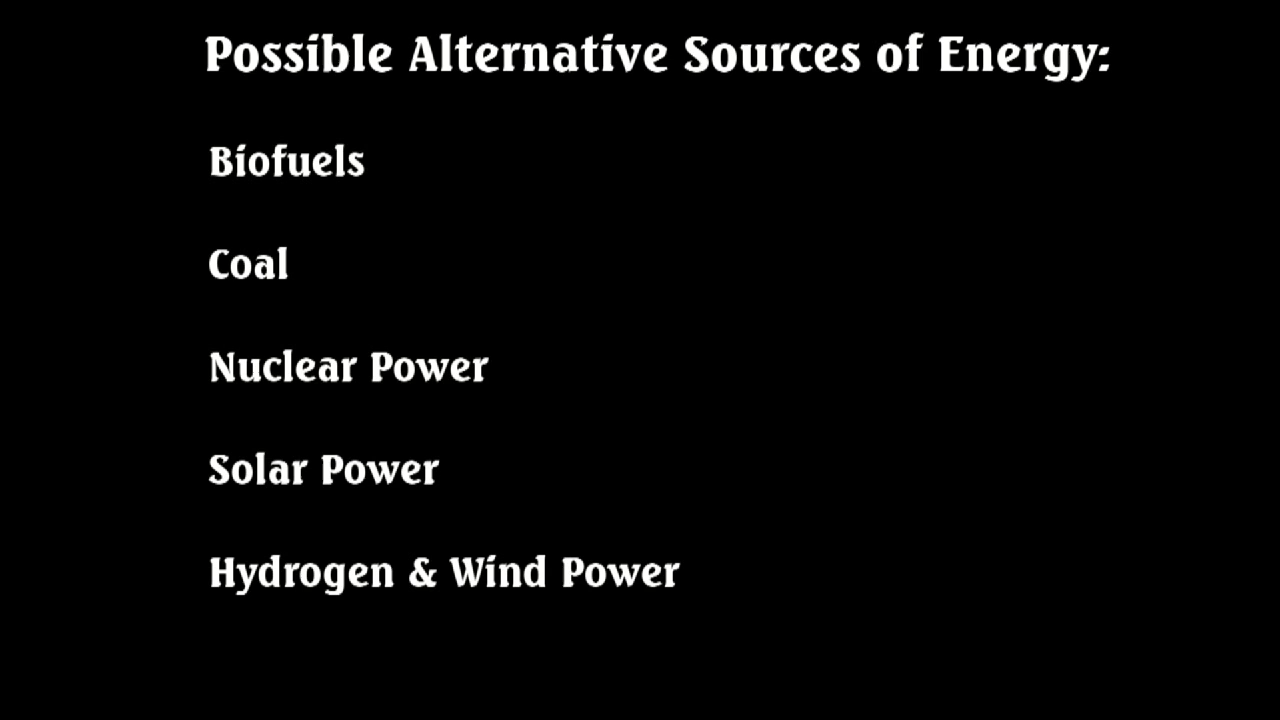 Possible Alternative Sources of Energy:
Biofuels
Coal
Nuclear Power
Solar Power
Hydrogen & Wind Power